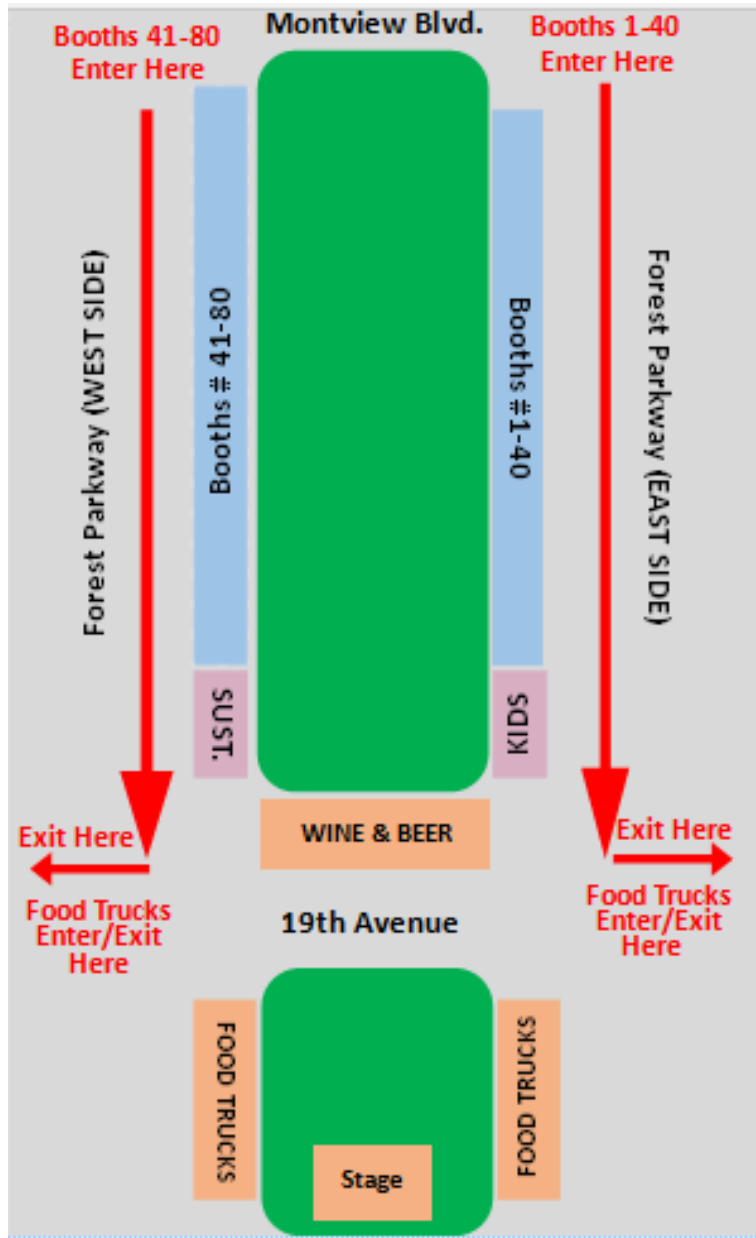 Booths 41-80
Enter Here
Montview Blvd.
Booths 1-40
Enter Here
Forest Parkway (WEST SIDE)
Booths # 41-80
Booths #1-40
Forest Parkway (EAST SIDE)
SUST.
KIDS
WINE & BEER
Exit Here
Exit Here
Food Trucks
Enter/Exit
Here
19th Avenue
Food Trucks
Enter/Exit
Here
FOOD TRUCKS
FOOD TRUCKS
Stage